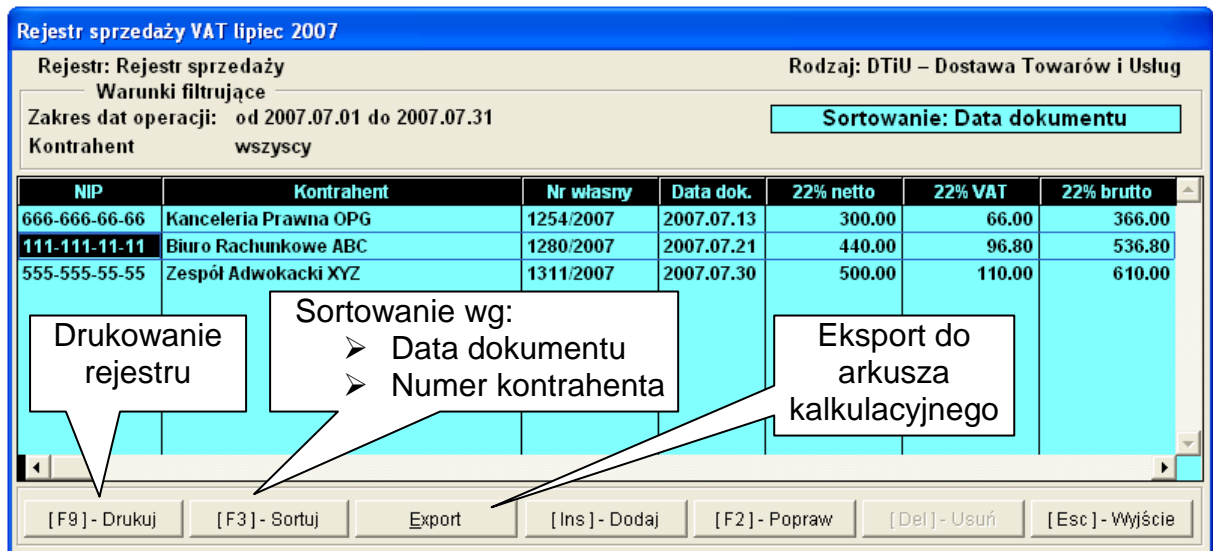 Rejestr sprzedaży VAT lipiec 2007
Rejestr: Rejestr sprzedaży Rodzaj: DTiU – Dostawa Towarów i Usług
Warunki filtrujące
Zakres dat operacji: od 2007.07.01 do 2007.07.31 Sortowanie: Data dokumentu
Kontrahent wszyscy
NIP Kontrahent Nr własny Data dok. 22% netto 22% VAT 22% brutto
666-666-66-66 Kanceleria Prawna OPG 1254/2007 2007.07.13 300.00 66.00 366.00
111-111-11-11 Biuro Rachunkowe ABC 1280/2007 2007.07.21 440.00 96.80 536.80
555-555-55-55 Zespół Adwokacki XYZ 1311/2007 2007.07.30 500.00 110.00 610.00
Drukowanie
rejestru
Sortowanie wg:
➢ Data dokumentu
➢ Numer kontrahenta
Eksport do
arkusza
kalkulacyjnego
[ F9 ] - Drukuj [ F3 ] - Sortuj Export [ Ins ] - Dodaj [ F2 ] - Popraw [ Del ] - Usuń [ Esc ] - Wyjście